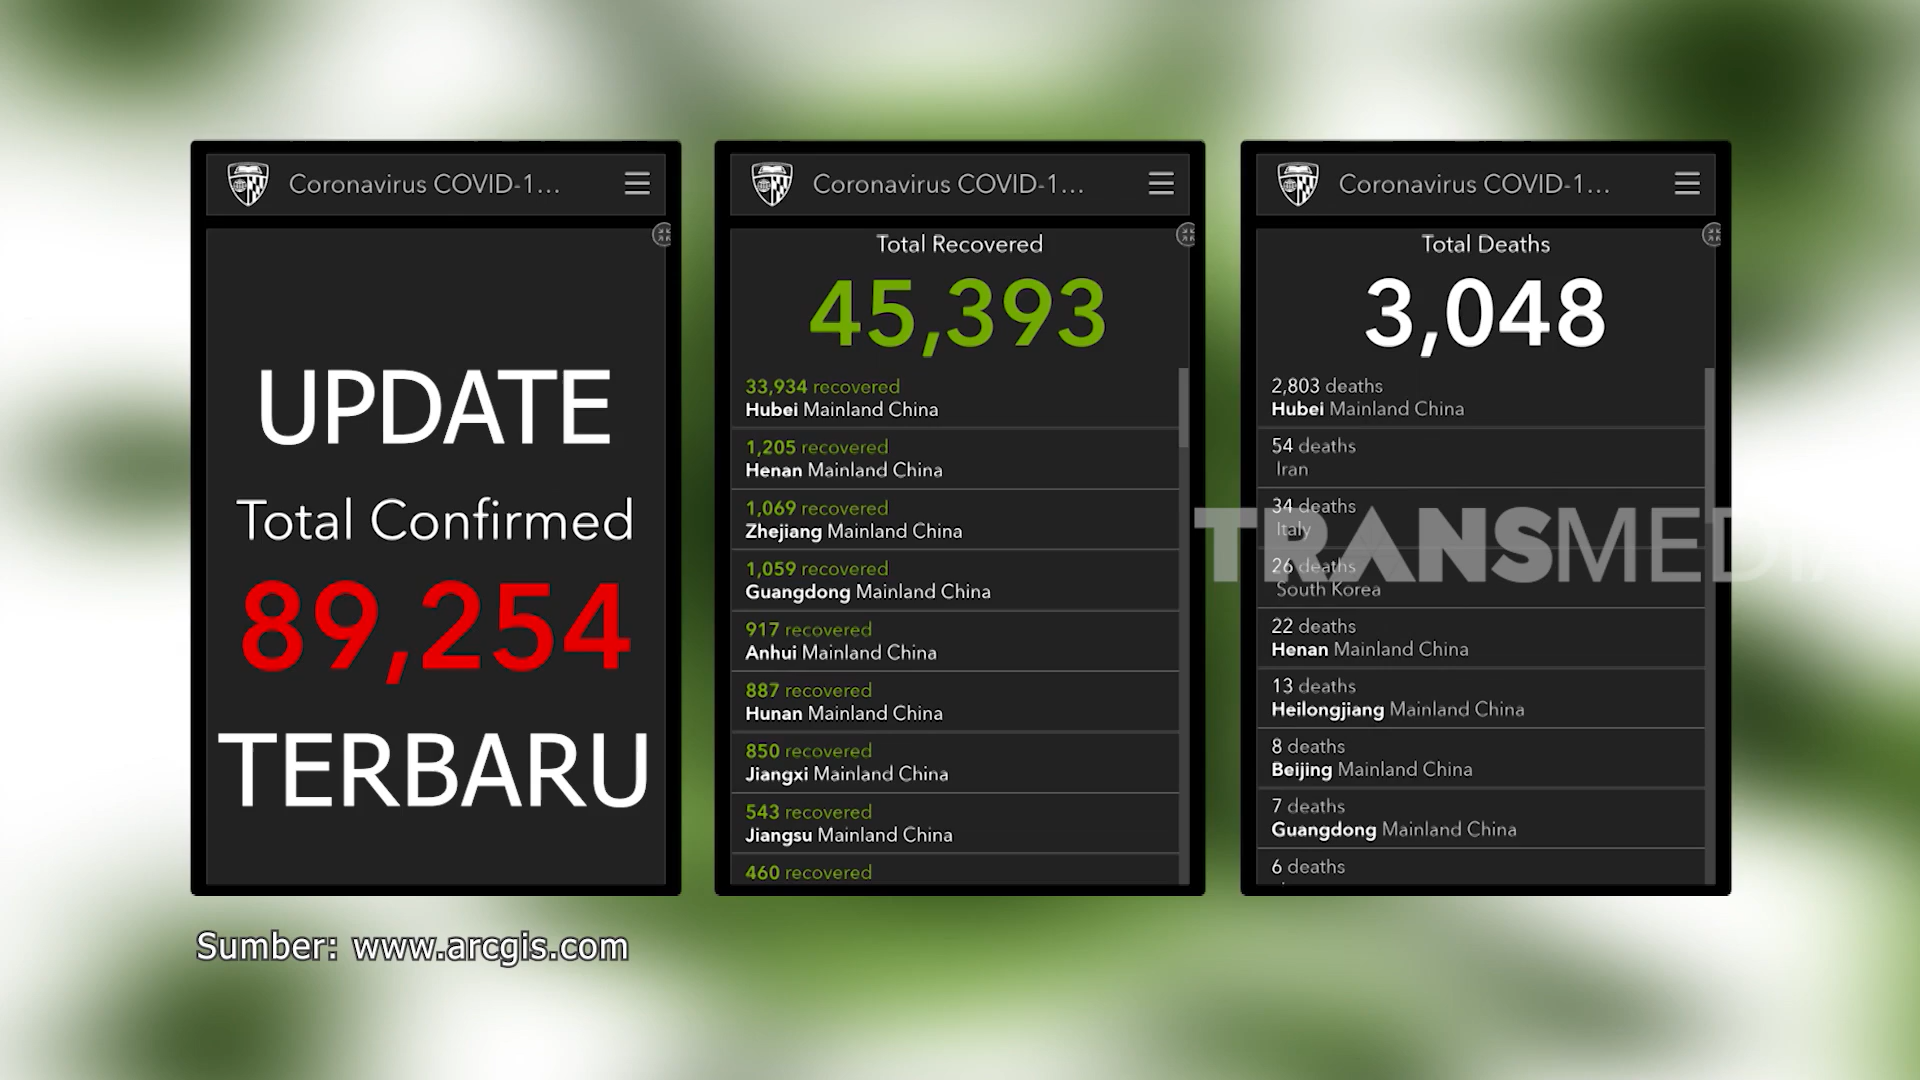 Coronavirus COVID-1...
UPDATE
Total Confirmed
89,254
TERBARU
Coronavirus COVID-1...
Total Recovered
45,393
33,934 recovered
Hubei Mainland China
1,205 recovered
Henan Mainland China
1,069 recovered
Zhejiang Mainland China
1,059 recovered
Guangdong Mainland China
917 recovered
Anhui Mainland China
887 recovered
Hunan Mainland China
850 recovered
Jiangxi Mainland China
543 recovered
Jiangsu Mainland China
460 recovered
Coronavirus COVID-1...
Total Deaths
3,048
2,803 deaths
Hubei Mainland China
54 deaths
Iran
34 deaths
Italy
26 deaths
South Korea
22 deaths
Henan Mainland China
13 deaths
Heilongjiang Mainland China
8 deaths
Beijing Mainland China
7 deaths
Guangdong Mainland China
6 deaths
TRANSMEDIA
Sumber: www.arcgis.com